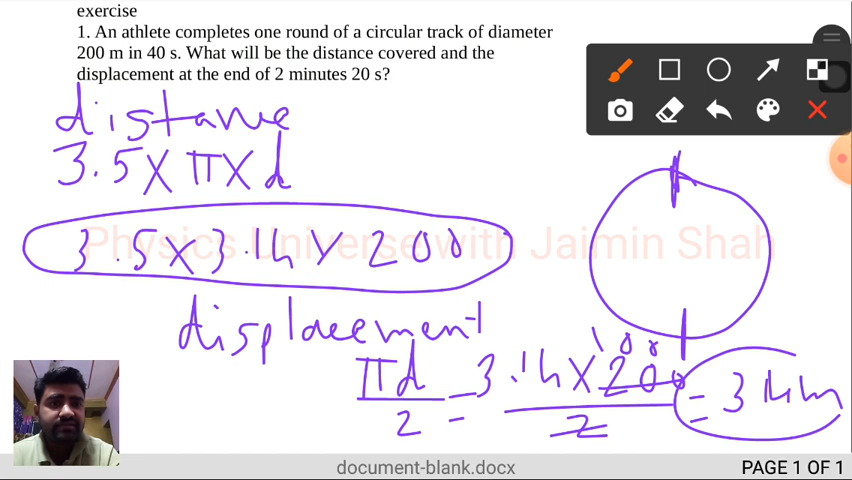 exercise
1. An athlete completes one round of a circular track of diameter
200 m in 40 s. What will be the distance covered and the
displacement at the end of 2 minutes 20 s?
distance
3.5 X π X d
3.5 X 3.14 X 200
Physics Universe with Jaimin Shah
displacement
πd/2 = 3.14 X 200/2 = 314m
100
document-blank.docx
PAGE 1 OF 1